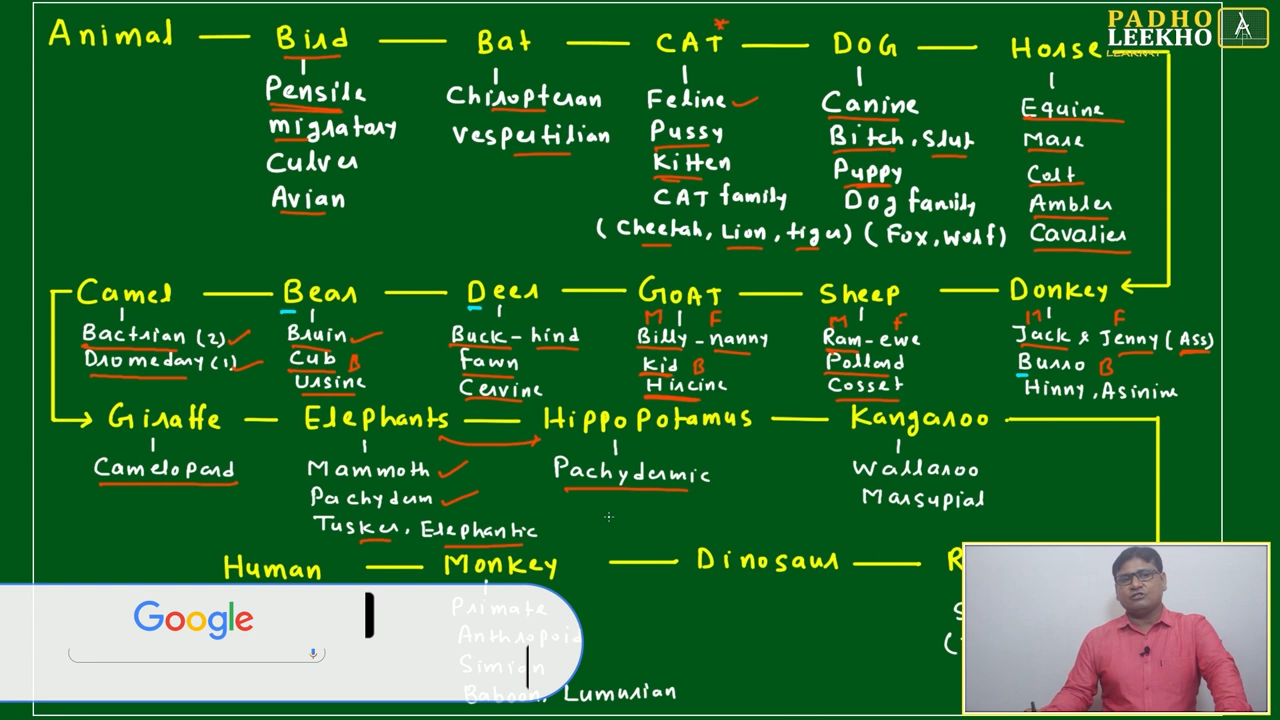 PADHO
LEEKHO
Animal — Bird — Bat — CAT* — DOG — Horse
Pensile
migratory
Culver
Avian
Chiropteran
Vespertilian
Feline ✓
Pussy
Kitten
CAT family
(Cheetah, Lion, tiger)
Canine
Bitch, Slut
Puppy
Dog family
(Fox, Wolf)
Equine
Mare
Colt
Ambler
Cavalier
Camel — Bear — Deer — GOAT — Sheep — Donkey
Bactrian (2) ✓
Dromedary (1) ✓
Bruin ✓
Cub B
Ursine
Buck - hind
Fawn
Cervine
M F
Billy - nanny
Kid B
Hircine
M F
Ram - ewe
Pollard
Cosset
M F
Jack & Jenny (Ass)
Burro B
Hinny, Asinine
Giraffe — Elephants — Hippopotamus — Kangaroo
Camelopard
Mammoth ✓
Pachyderm ✓
Tusker, Elephantic
Pachydermic
Wallaroo
Marsupial
Human — Monkey — Dinosaur — R
Primate
Anthropoid
Simian
Baboon, Lumurian
S
(
Google